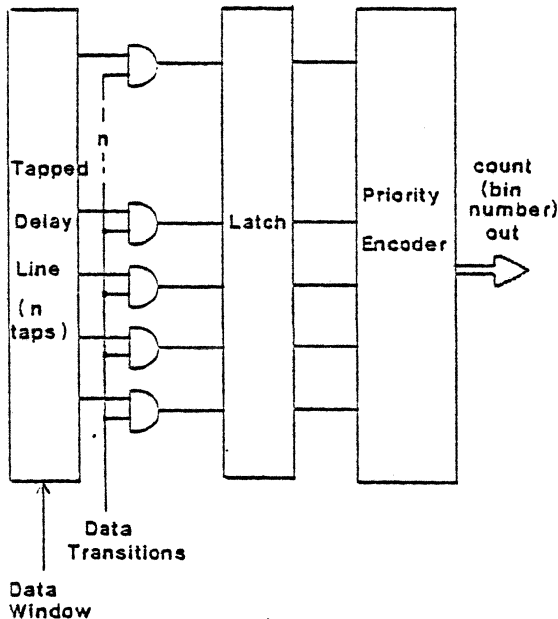 n
Tapped
Delay
Line
(n
taps)
Latch
Priority
Encoder
count
(bin
number)
out
Data
Transitions
Data
Window